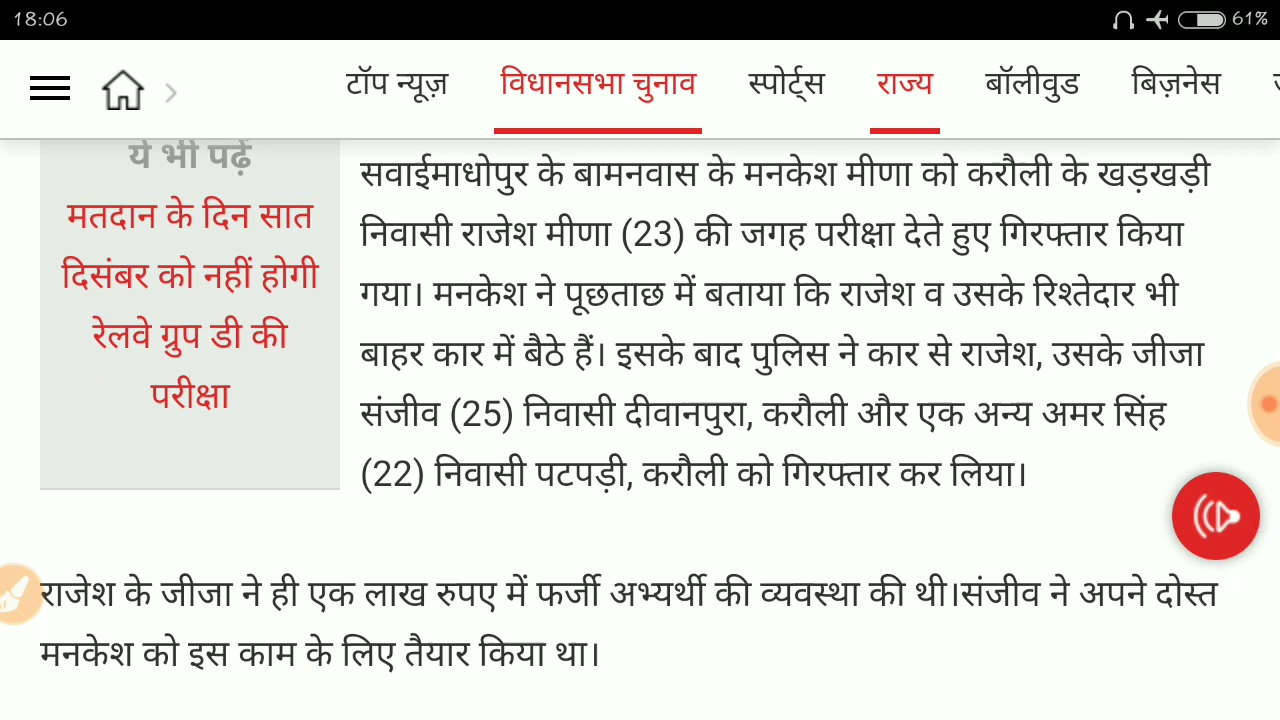 18:06 61%
टॉप न्यूज़ विधानसभा चुनाव स्पोर्ट्स राज्य बॉलीवुड बिज़नेस
ये भी पढ़ें
मतदान के दिन सात
दिसंबर को नहीं होगी
रेलवे ग्रुप डी की
परीक्षा
सवाईमाधोपुर के बामनवास के मनकेश मीणा को करौली के खड़खड़ी
निवासी राजेश मीणा (23) की जगह परीक्षा देते हुए गिरफ्तार किया
गया। मनकेश ने पूछताछ में बताया कि राजेश व उसके रिश्तेदार भी
बाहर कार में बैठे हैं। इसके बाद पुलिस ने कार से राजेश, उसके जीजा
संजीव (25) निवासी दीवानपुरा, करौली और एक अन्य अमर सिंह
(22) निवासी पटपड़ी, करौली को गिरफ्तार कर लिया।
राजेश के जीजा ने ही एक लाख रुपए में फर्जी अभ्यर्थी की व्यवस्था की थी।संजीव ने अपने दोस्त
मनकेश को इस काम के लिए तैयार किया था।